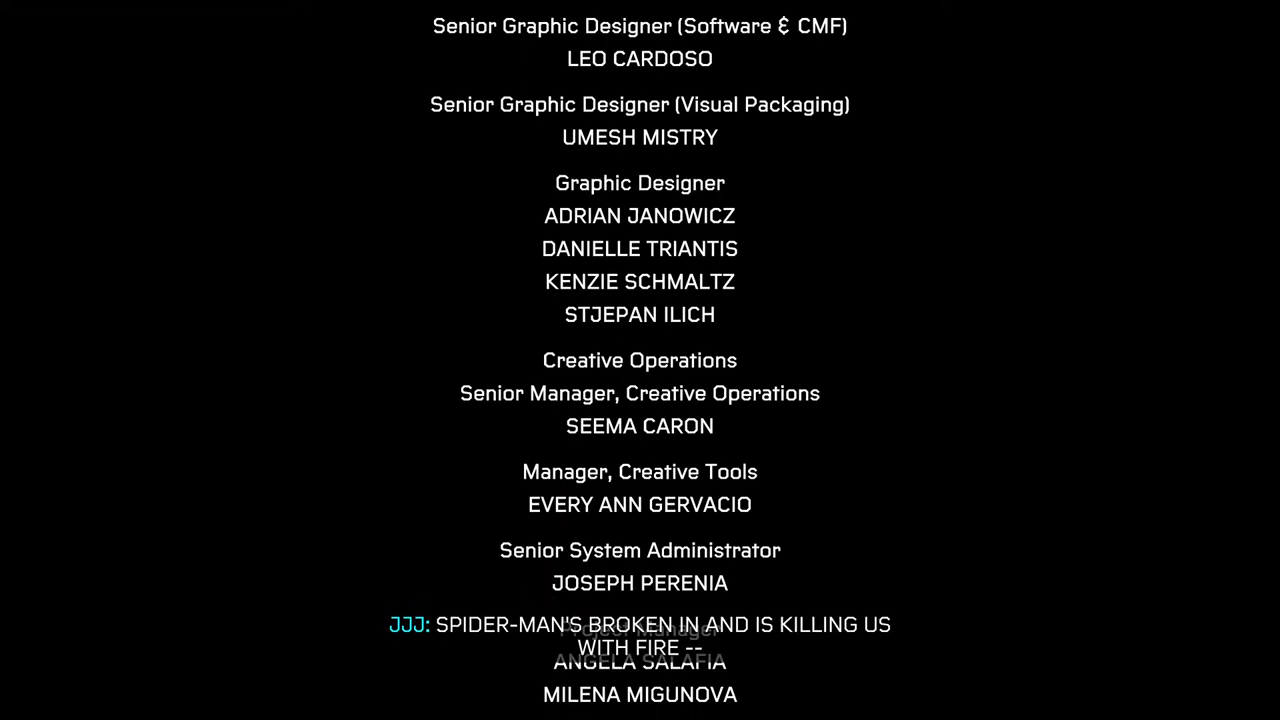 Senior Graphic Designer (Software & CMF)
LEO CARDOSO
Senior Graphic Designer (Visual Packaging)
UMESH MISTRY
Graphic Designer
ADRIAN JANOWICZ
DANIELLE TRIANTIS
KENZIE SCHMALTZ
STJEPAN ILICH
Creative Operations
Senior Manager, Creative Operations
SEEMA CARON
Manager, Creative Tools
EVERY ANN GERVACIO
Senior System Administrator
JOSEPH PERENIA
JJJ: SPIDER-MAN'S BROKEN IN AND IS KILLING US
Project Manager
WITH FIRE --
ANGELA SALAFIA
MILENA MIGUNOVA